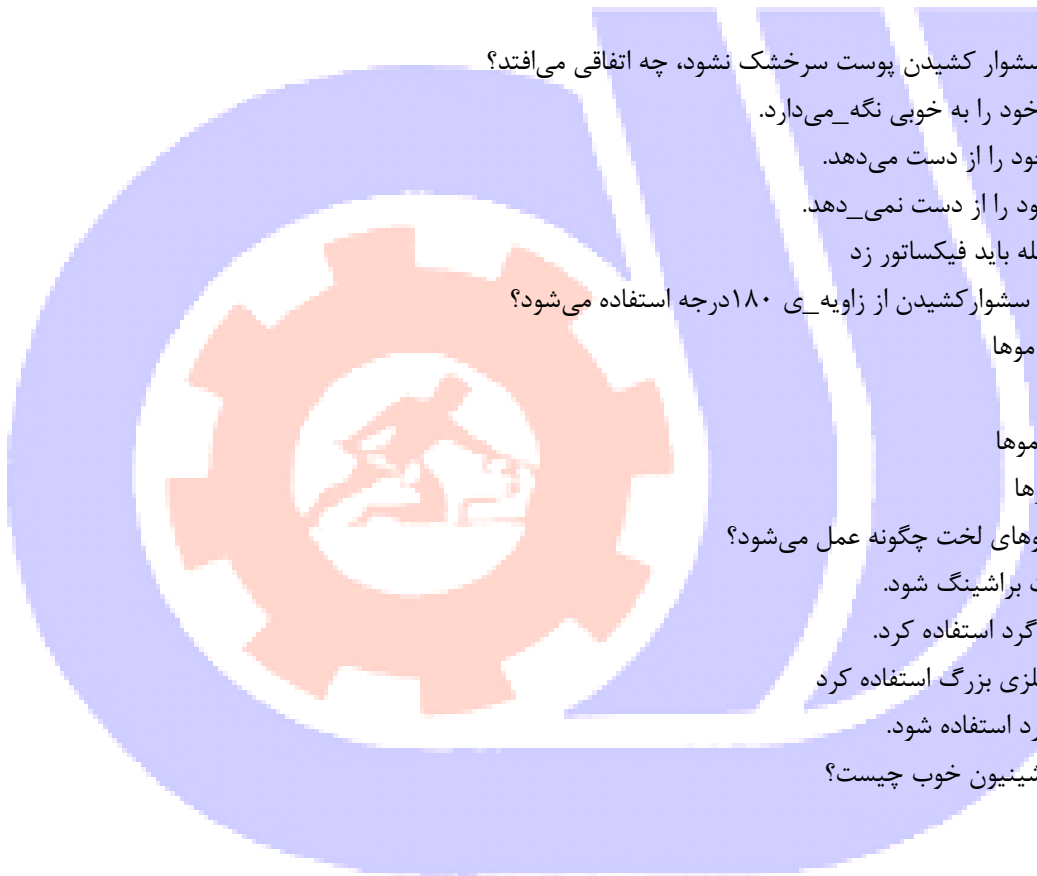 سشوار کشیدن پوست سرخشک نشود، چه اتفاقی می‌افتد؟
خود را به خوبی نگه_می‌دارد.
خود را از دست می‌دهد.
ود را از دست نمی_دهد.
له باید فیکساتور زد
سشوارکشیدن از زاویه_ی ۱۸۰درجه استفاده می‌شود؟
موها
موها
ها
وهای لخت چگونه عمل می‌شود؟
براشینگ شود.
گرد استفاده کرد.
لزی بزرگ استفاده کرد
رد استفاده شود.
شینیون خوب چیست؟